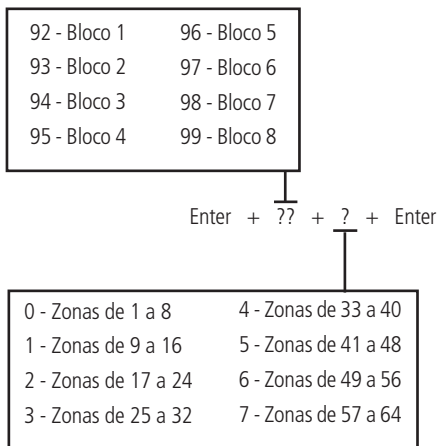 92 - Bloco 1 96 - Bloco 5
93 - Bloco 2 97 - Bloco 6
94 - Bloco 3 98 - Bloco 7
95 - Bloco 4 99 - Bloco 8
Enter + ?? + ? + Enter
0 - Zonas de 1 a 8 4 - Zonas de 33 a 40
1 - Zonas de 9 a 16 5 - Zonas de 41 a 48
2 - Zonas de 17 a 24 6 - Zonas de 49 a 56
3 - Zonas de 25 a 32 7 - Zonas de 57 a 64